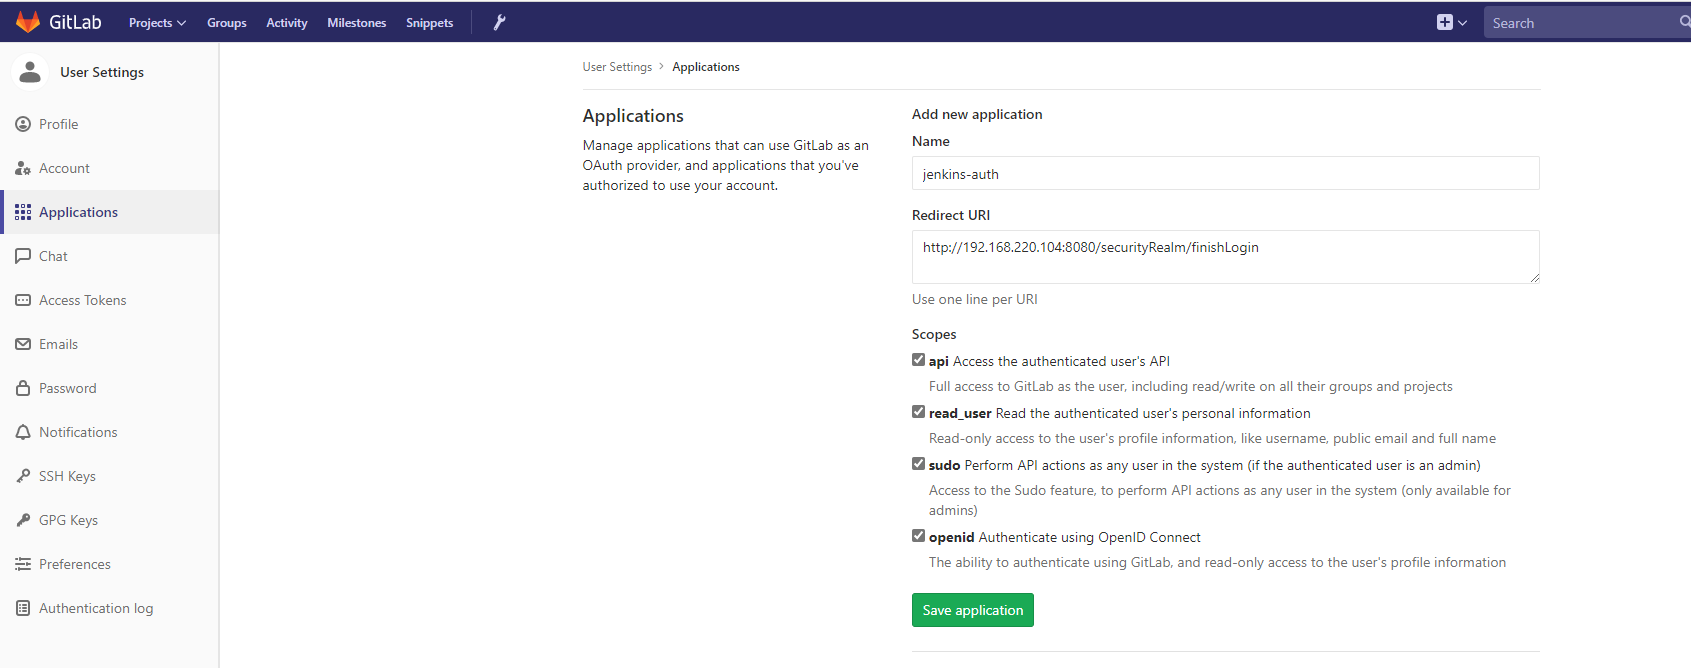 GitLab Projects Groups Activity Milestones Snippets Search
User Settings
Profile
Account
Applications
Chat
Access Tokens
Emails
Password
Notifications
SSH Keys
GPG Keys
Preferences
Authentication log
User Settings > Applications
Applications
Manage applications that can use GitLab as an
OAuth provider, and applications that you've
authorized to use your account.
Add new application
Name
jenkins-auth
Redirect URI
http://192.168.220.104:8080/securityRealm/finishLogin
Use one line per URI
Scopes
api Access the authenticated user's API
Full access to GitLab as the user, including read/write on all their groups and projects
read_user Read the authenticated user's personal information
Read-only access to the user's profile information, like username, public email and full name
sudo Perform API actions as any user in the system (if the authenticated user is an admin)
Access to the Sudo feature, to perform API actions as any user in the system (only available for
admins)
openid Authenticate using OpenID Connect
The ability to authenticate using GitLab, and read-only access to the user's profile information
Save application